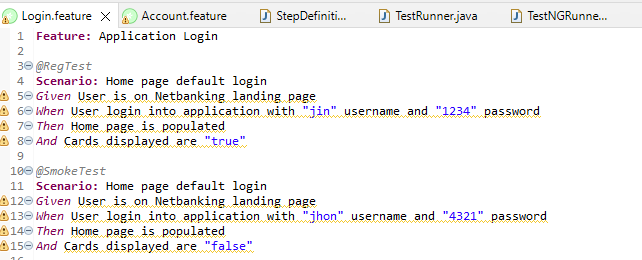 Login.feature Account.feature StepDefiniti... TestRunner.java TestNGRunne...
1 Feature: Application Login
2
3 @RegTest
4 Scenario: Home page default login
5 Given User is on Netbanking landing page
6 When User login into application with "jin" username and "1234" password
7 Then Home page is populated
8 And Cards displayed are "true"
9
10 @SmokeTest
11 Scenario: Home page default login
12 Given User is on Netbanking landing page
13 When User login into application with "jhon" username and "4321" password
14 Then Home page is populated
15 And Cards displayed are "false"